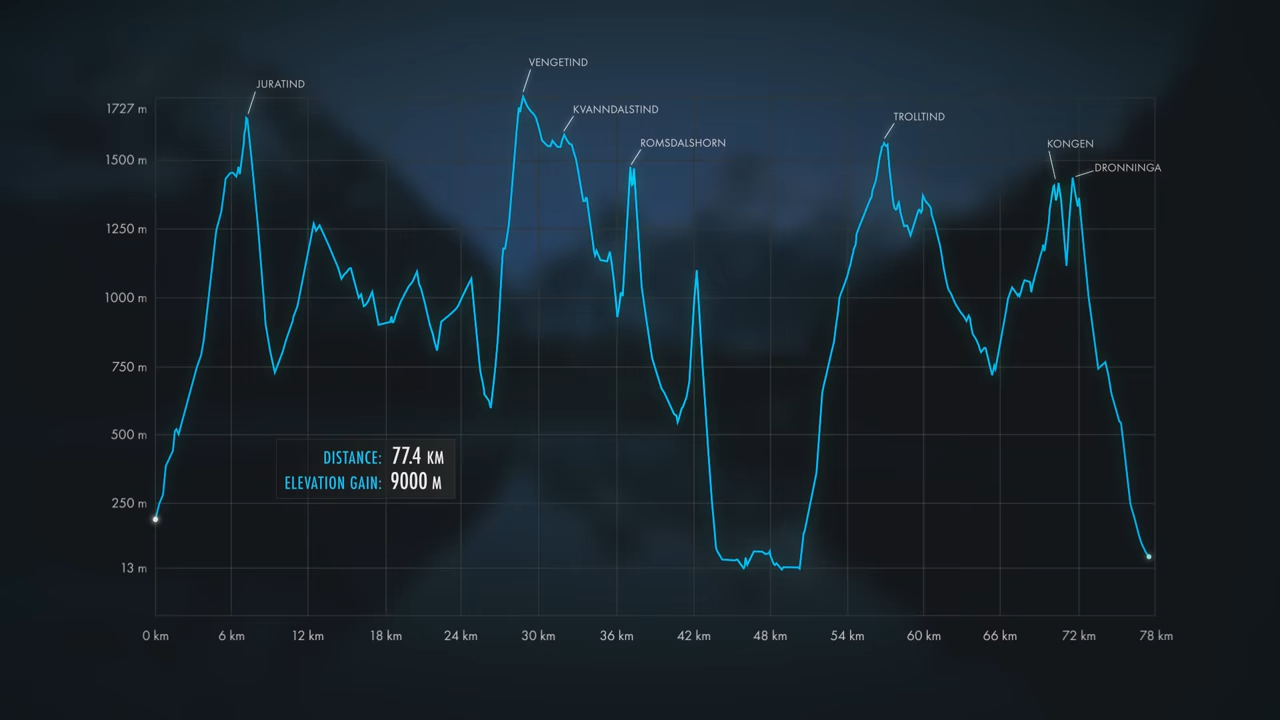 VENGETIND
JURATIND
1727 m
KVANNDALSTIND
TROLLTIND
ROMSDALSHORN
KONGEN
1500 m
DRONNINGA
1250 m
1000 m
750 m
500 m
DISTANCE: 77.4 KM
ELEVATION GAIN: 9000 M
250 m
13 m
0 km 6 km 12 km 18 km 24 km 30 km 36 km 42 km 48 km 54 km 60 km 66 km 72 km 78 km